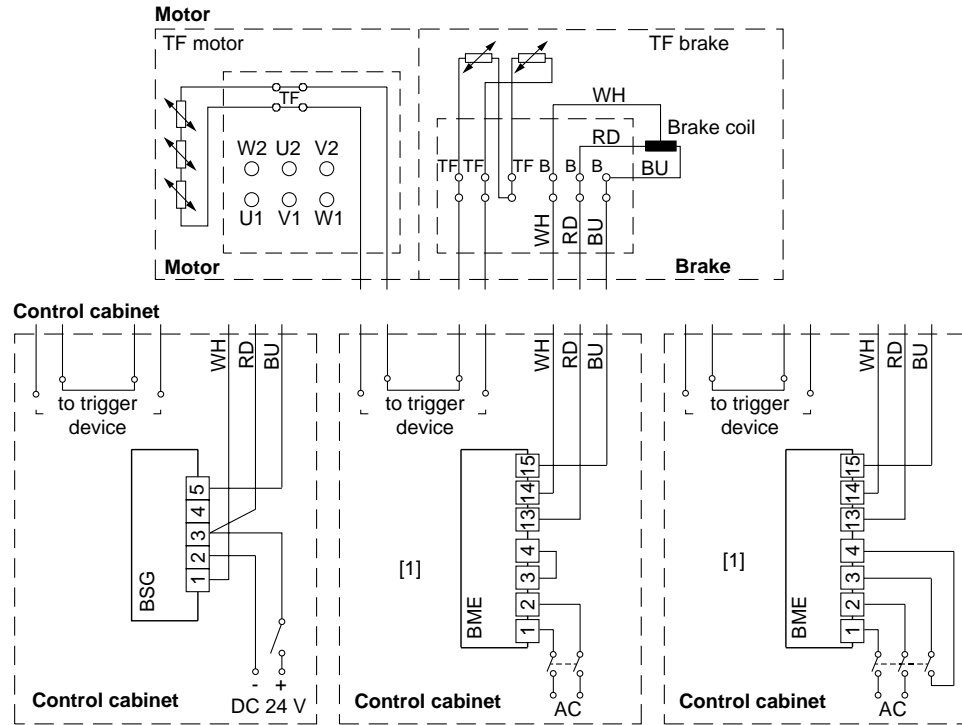 Motor
TF motor
TF brake
TF
WH
RD
Brake coil
BU
W2 U2 V2
U1 V1 W1
TF TF TF B B B
WH RD BU
Motor
Brake
Control cabinet
WH RD BU
to trigger
device
BSG
5
4
3
2
1
- +
DC 24 V
Control cabinet
WH RD BU
to trigger
device
[1]
BME
15
14
13
4
3
2
1
AC
Control cabinet
WH RD BU
to trigger
device
[1]
BME
15
14
13
4
3
2
1
AC
Control cabinet